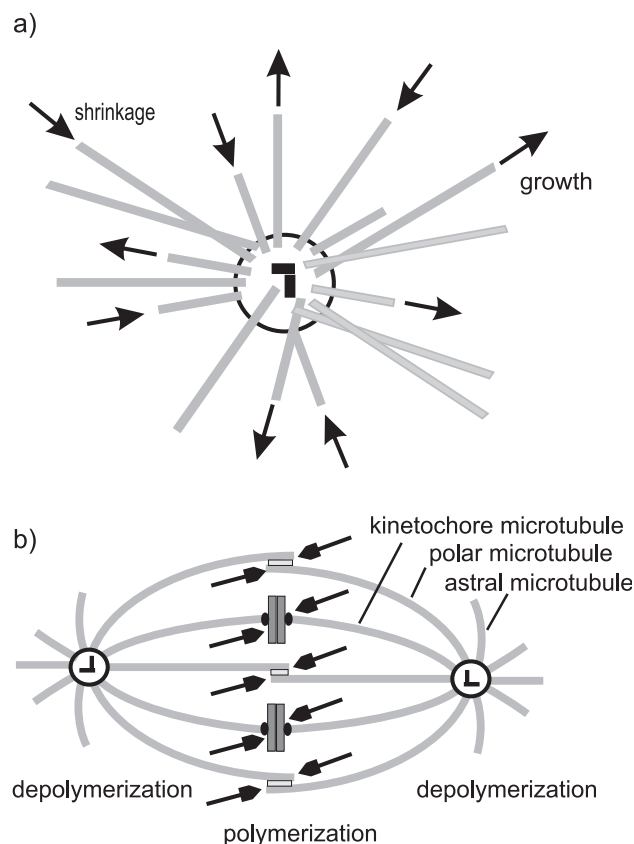 a)
shrinkage
growth
b)
kinetochore microtubule
polar microtubule
astral microtubule
depolymerization
depolymerization
polymerization